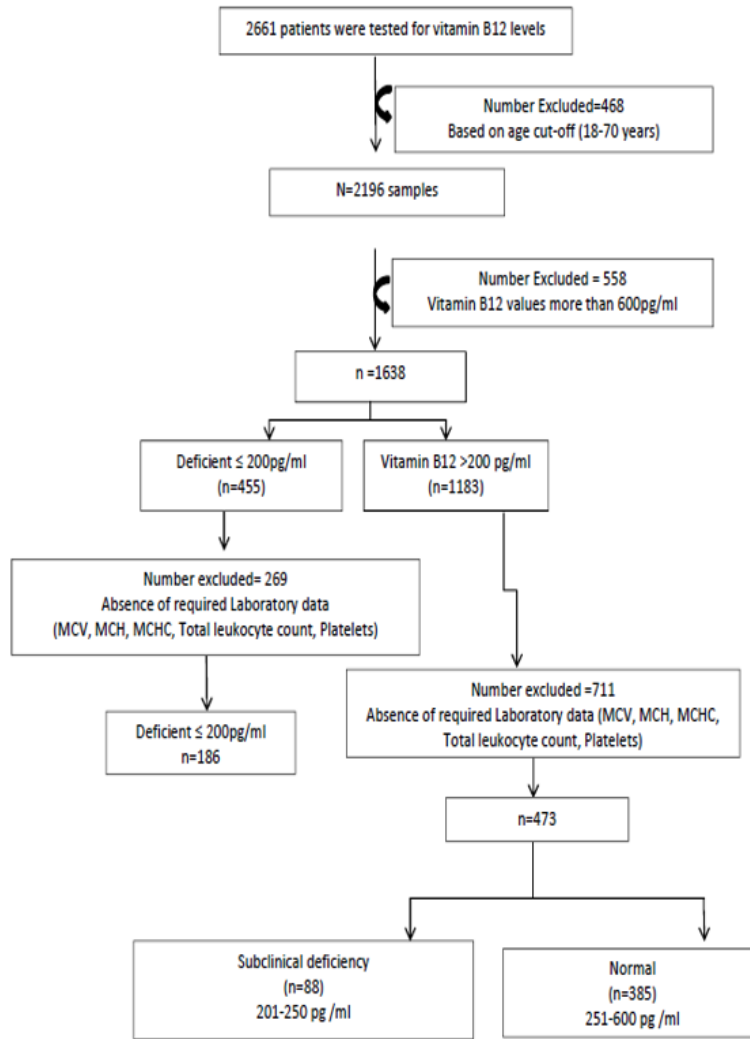 2661 patients were tested for vitamin B12 levels
Number Excluded=468
Based on age cut-off (18-70 years)
N=2196 samples
Number Excluded = 558
Vitamin B12 values more than 600pg/ml
n =1638
Deficient ≤ 200pg/ml
(n=455)
Vitamin B12 >200 pg/ml
(n=1183)
Number excluded= 269
Absence of required Laboratory data
(MCV, MCH, MCHC, Total leukocyte count, Platelets)
Number excluded =711
Absence of required Laboratory data (MCV, MCH, MCHC,
Total leukocyte count, Platelets)
Deficient ≤ 200pg/ml
n=186
n=473
Subclinical deficiency
(n=88)
201-250 pg /ml
Normal
(n=385)
251-600 pg /ml